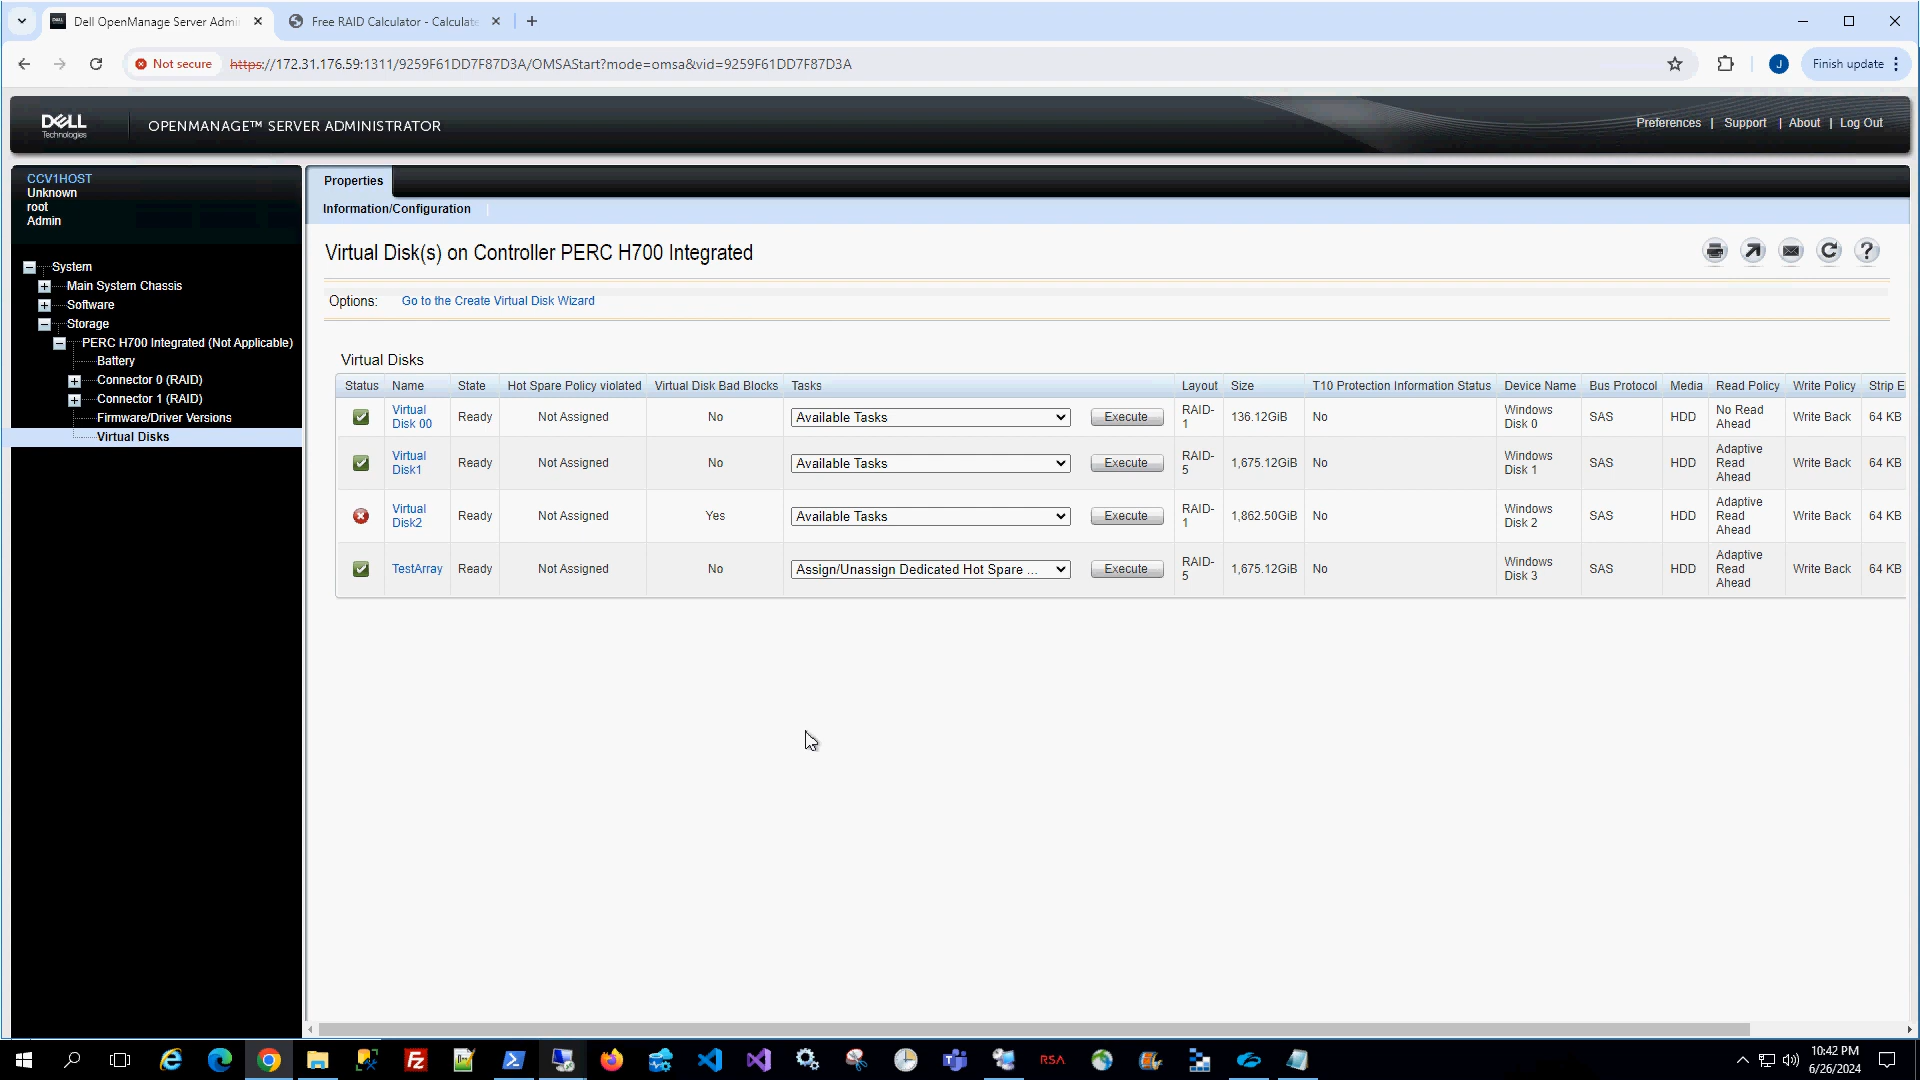 Dell OpenManage Server Admi
Free RAID Calculator - Calculate
Not secure
https://172.31.176.59:1311/9259F61DD7F87D3A/OMSAStart?mode=omsa&vid=9259F61DD7F87D3A
J
Finish update
DELL
Technologies
OPENMANAGE™ SERVER ADMINISTRATOR
Preferences | Support | About | Log Out
CCV1HOST
Unknown
root
Admin
System
Main System Chassis
Software
Storage
PERC H700 Integrated (Not Applicable)
Battery
Connector 0 (RAID)
Connector 1 (RAID)
Firmware/Driver Versions
Virtual Disks
Properties
Information/Configuration
Virtual Disk(s) on Controller PERC H700 Integrated
Options: Go to the Create Virtual Disk Wizard
Virtual Disks
Status Name State Hot Spare Policy violated Virtual Disk Bad Blocks Tasks Layout Size T10 Protection Information Status Device Name Bus Protocol Media Read Policy Write Policy Strip E
Virtual Disk 00 Ready Not Assigned No Available Tasks Execute RAID-1 136.12GiB No Windows Disk 0 SAS HDD No Read Ahead Write Back 64 KB
Virtual Disk1 Ready Not Assigned No Available Tasks Execute RAID-5 1,675.12GiB No Windows Disk 1 SAS HDD Adaptive Read Ahead Write Back 64 KB
Virtual Disk2 Ready Not Assigned Yes Available Tasks Execute RAID-1 1,862.50GiB No Windows Disk 2 SAS HDD Adaptive Read Ahead Write Back 64 KB
TestArray Ready Not Assigned No Assign/Unassign Dedicated Hot Spare ... Execute RAID-5 1,675.12GiB No Windows Disk 3 SAS HDD Adaptive Read Ahead Write Back 64 KB
RSA
10:42 PM
6/26/2024